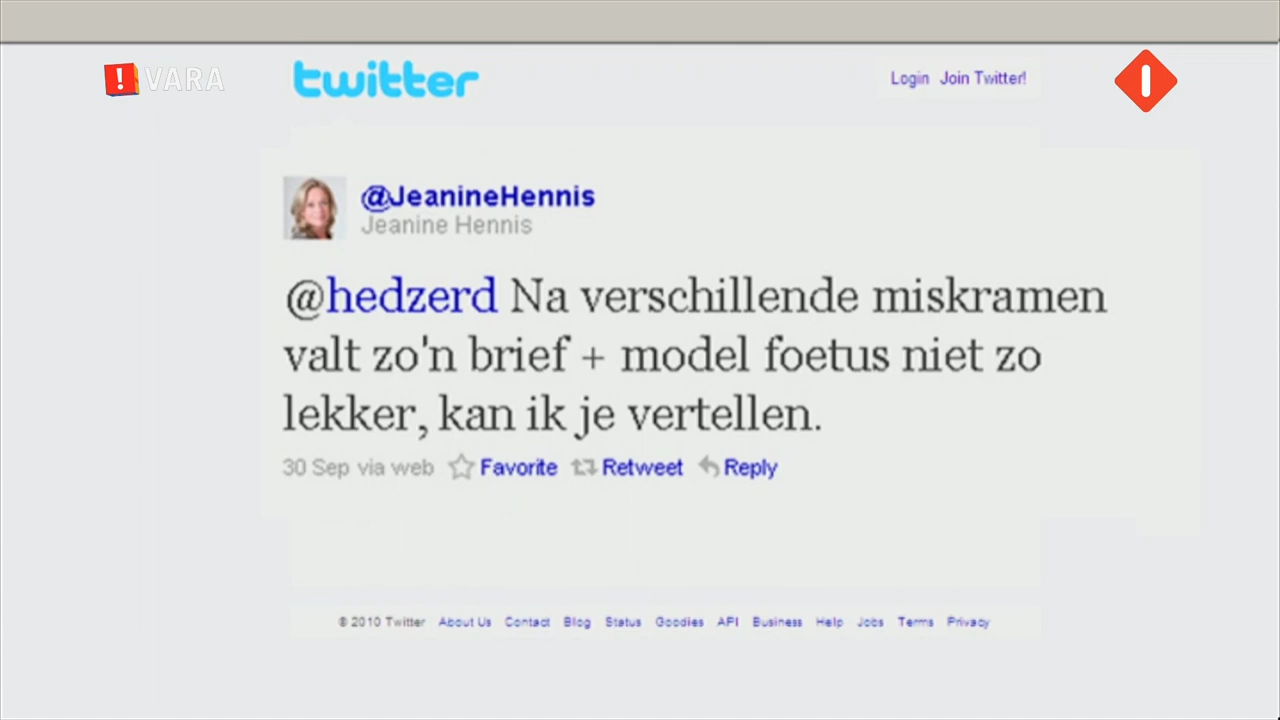 ! VARA
twitter
Login Join Twitter!
@JeanineHennis
Jeanine Hennis
@hedzerd Na verschillende miskramen
valt zo'n brief + model foetus niet zo
lekker, kan ik je vertellen.
30 Sep via web Favorite Retweet Reply
© 2010 Twitter About Us Contact Blog Status Goodies API Business Help Jobs Terms Privacy